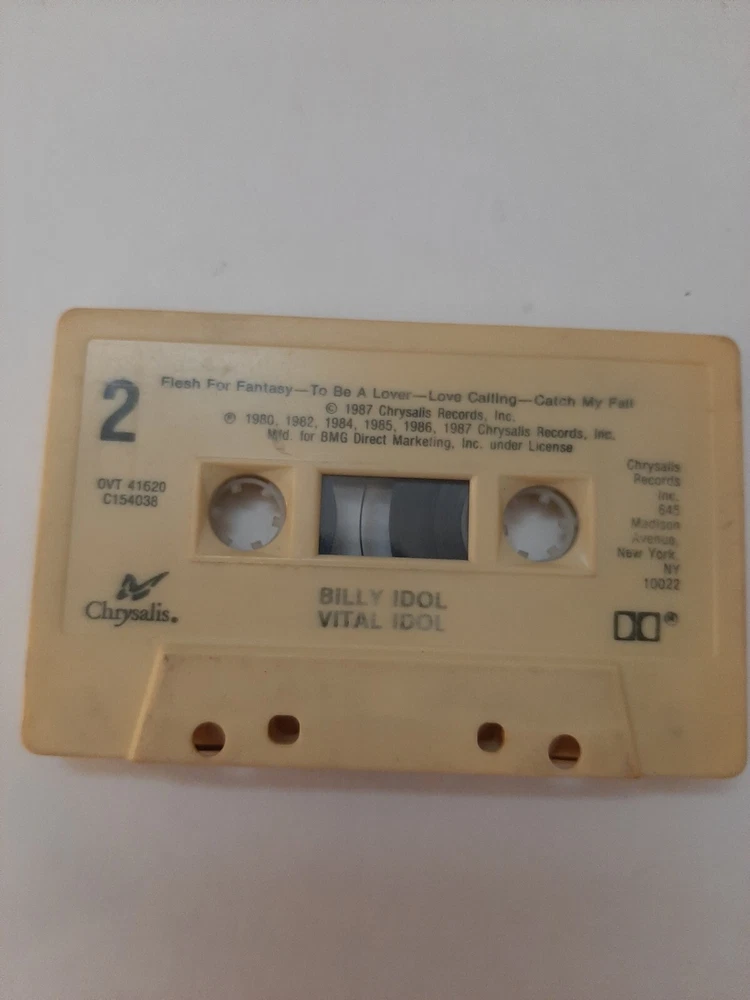 2
Flesh For Fantasy—To Be A Lover—Love Calling—Catch My Fall
© 1987 Chrysalis Records, Inc.
℗ 1980, 1982, 1984, 1985, 1986, 1987 Chrysalis Records, Inc.
Mfd. for BMG Direct Marketing, Inc. under License
OVT 41620
C154038
Chrysalis
Records
Inc.
645
Madison
Avenue,
New York,
NY
10022
Chrysalis.
BILLY IDOL
VITAL IDOL
®